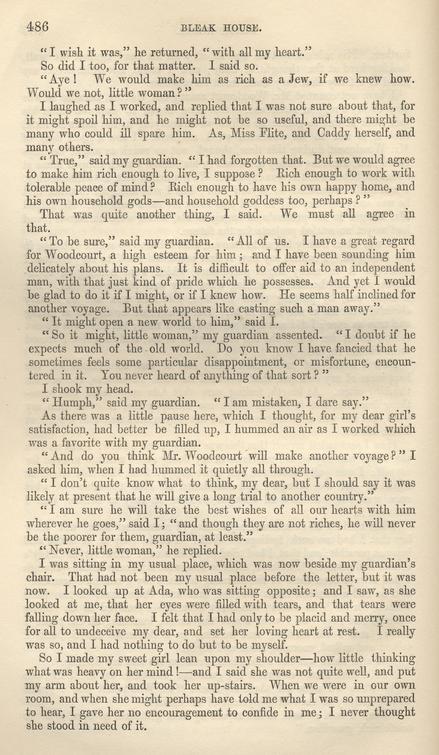 486 BLEAK HOUSE.
“I wish it was,” he returned, “with all my heart.”
So did I too, for that matter. I said so.
“Aye! We would make him as rich as a Jew, if we knew how.
Would we not, little woman?”
I laughed as I worked, and replied that I was not sure about that, for
it might spoil him, and he might not be so useful, and there might be
many who could ill spare him. As, Miss Flite, and Caddy herself, and
many others.
“True,” said my guardian. “I had forgotten that. But we would agree
to make him rich enough to live, I suppose? Rich enough to work with
tolerable peace of mind? Rich enough to have his own happy home, and
his own household gods—and household goddess too, perhaps?”
That was quite another thing, I said. We must all agree in
that.
“To be sure,” said my guardian. “All of us. I have a great regard
for Woodcourt, a high esteem for him; and I have been sounding him
delicately about his plans. It is difficult to offer aid to an independent
man, with that just kind of pride which he possesses. And yet I would
be glad to do it if I might, or if I knew how. He seems half inclined for
another voyage. But that appears like casting such a man away.”
“It might open a new world to him,” said I.
“So it might, little woman,” my guardian assented. “I doubt if he
expects much of the old world. Do you know I have fancied that he
sometimes feels some particular disappointment, or misfortune, encoun-
tered in it. You never heard of anything of that sort?”
I shook my head.
“Humph,” said my guardian. “I am mistaken, I dare say.”
As there was a little pause here, which I thought, for my dear girl’s
satisfaction, had better be filled up, I hummed an air as I worked which
was a favorite with my guardian.
“And do you think Mr. Woodcourt will make another voyage?” I
asked him, when I had hummed it quietly all through.
“I don’t quite know what to think, my dear, but I should say it was
likely at present that he will give a long trial to another country.”
“I am sure he will take the best wishes of all our hearts with him
wherever he goes,” said I; “and though they are not riches, he will never
be the poorer for them, guardian, at least.”
“Never, little woman,” he replied.
I was sitting in my usual place, which was now beside my guardian’s
chair. That had not been my usual place before the letter, but it was
now. I looked up at Ada, who was sitting opposite; and I saw, as she
looked at me, that her eyes were filled with tears, and that tears were
falling down her face. I felt that I had only to be placid and merry, once
for all to undeceive my dear, and set her loving heart at rest. I really
was so, and I had nothing to do but to be myself.
So I made my sweet girl lean upon my shoulder—how little thinking
what was heavy on her mind!—and I said she was not quite well, and put
my arm about her, and took her up-stairs. When we were in our own
room, and when she might perhaps have told me what I was so unprepared
to hear, I gave her no encouragement to confide in me; I never thought
she stood in need of it.